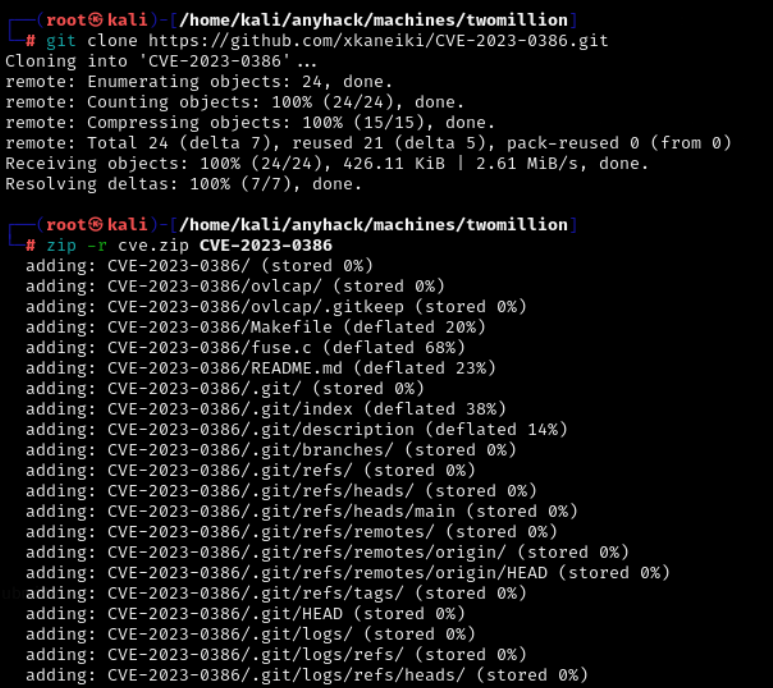 (root㉿kali)-[/home/kali/anyhack/machines/twomillion]
# git clone https://github.com/xkaneiki/CVE-2023-0386.git
Cloning into 'CVE-2023-0386'...
remote: Enumerating objects: 24, done.
remote: Counting objects: 100% (24/24), done.
remote: Compressing objects: 100% (15/15), done.
remote: Total 24 (delta 7), reused 21 (delta 5), pack-reused 0 (from 0)
Receiving objects: 100% (24/24), 426.11 KiB | 2.61 MiB/s, done.
Resolving deltas: 100% (7/7), done.
(root㉿kali)-[/home/kali/anyhack/machines/twomillion]
# zip -r cve.zip CVE-2023-0386
adding: CVE-2023-0386/ (stored 0%)
adding: CVE-2023-0386/ovlcap/ (stored 0%)
adding: CVE-2023-0386/ovlcap/.gitkeep (stored 0%)
adding: CVE-2023-0386/Makefile (deflated 20%)
adding: CVE-2023-0386/fuse.c (deflated 68%)
adding: CVE-2023-0386/README.md (deflated 23%)
adding: CVE-2023-0386/.git/ (stored 0%)
adding: CVE-2023-0386/.git/index (deflated 38%)
adding: CVE-2023-0386/.git/description (deflated 14%)
adding: CVE-2023-0386/.git/branches/ (stored 0%)
adding: CVE-2023-0386/.git/refs/ (stored 0%)
adding: CVE-2023-0386/.git/refs/heads/ (stored 0%)
adding: CVE-2023-0386/.git/refs/heads/main (stored 0%)
adding: CVE-2023-0386/.git/refs/remotes/ (stored 0%)
adding: CVE-2023-0386/.git/refs/remotes/origin/ (stored 0%)
adding: CVE-2023-0386/.git/refs/remotes/origin/HEAD (stored 0%)
adding: CVE-2023-0386/.git/refs/tags/ (stored 0%)
adding: CVE-2023-0386/.git/HEAD (stored 0%)
adding: CVE-2023-0386/.git/logs/ (stored 0%)
adding: CVE-2023-0386/.git/logs/refs/ (stored 0%)
adding: CVE-2023-0386/.git/logs/refs/heads/ (stored 0%)